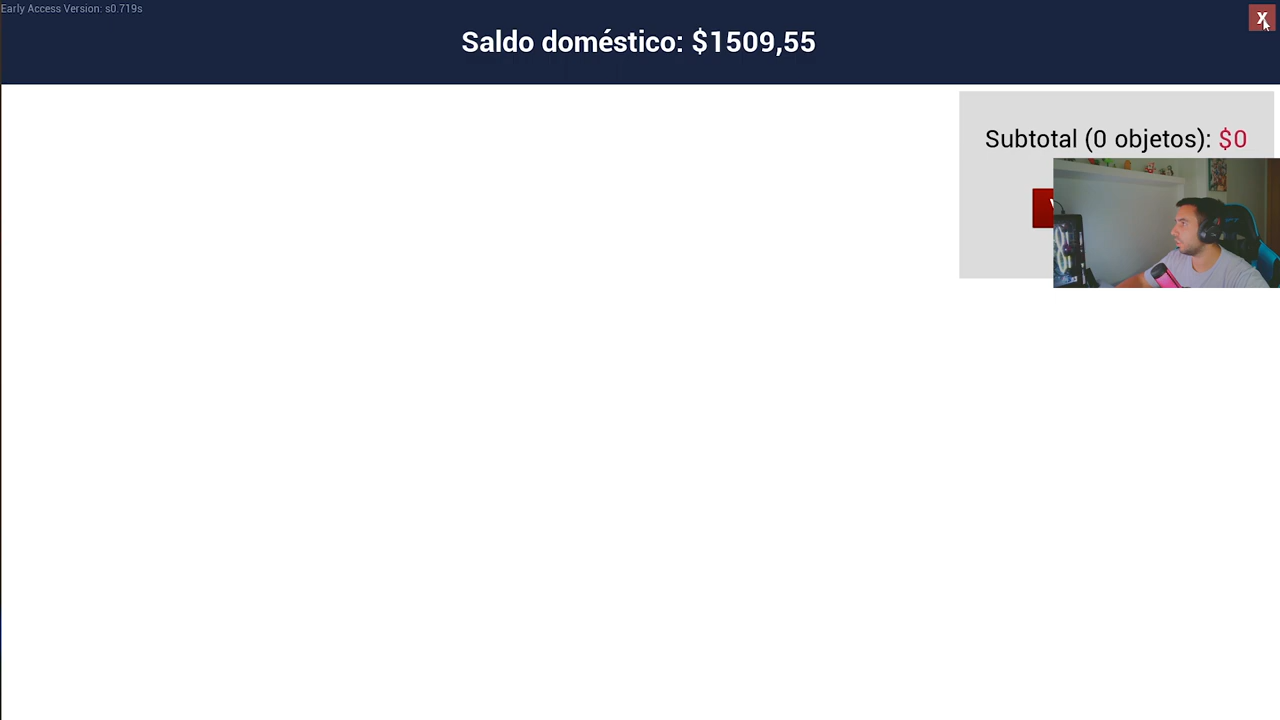 Early Access Version: s0.719s
X
Saldo doméstico: $1509,55
Subtotal (0 objetos): $0